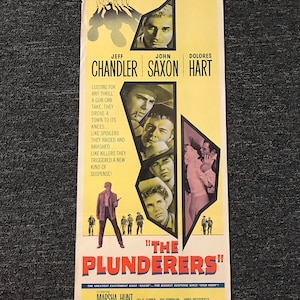 JEFF JOHN DOLORES
CHANDLER SAXON HART
LUSTING FOR
ANY THRILL
A GUN CAN
TAKE, THEY
DROVE A
TOWN TO ITS
KNEES...
LIKE SPOILERS
THEY RAIDED AND
RAVISHED
LIKE KILLERS THEY
TRIGGERED A NEW
KIND OF
SUSPENSE!
"THE
PLUNDERERS"
MARSHA HUNT